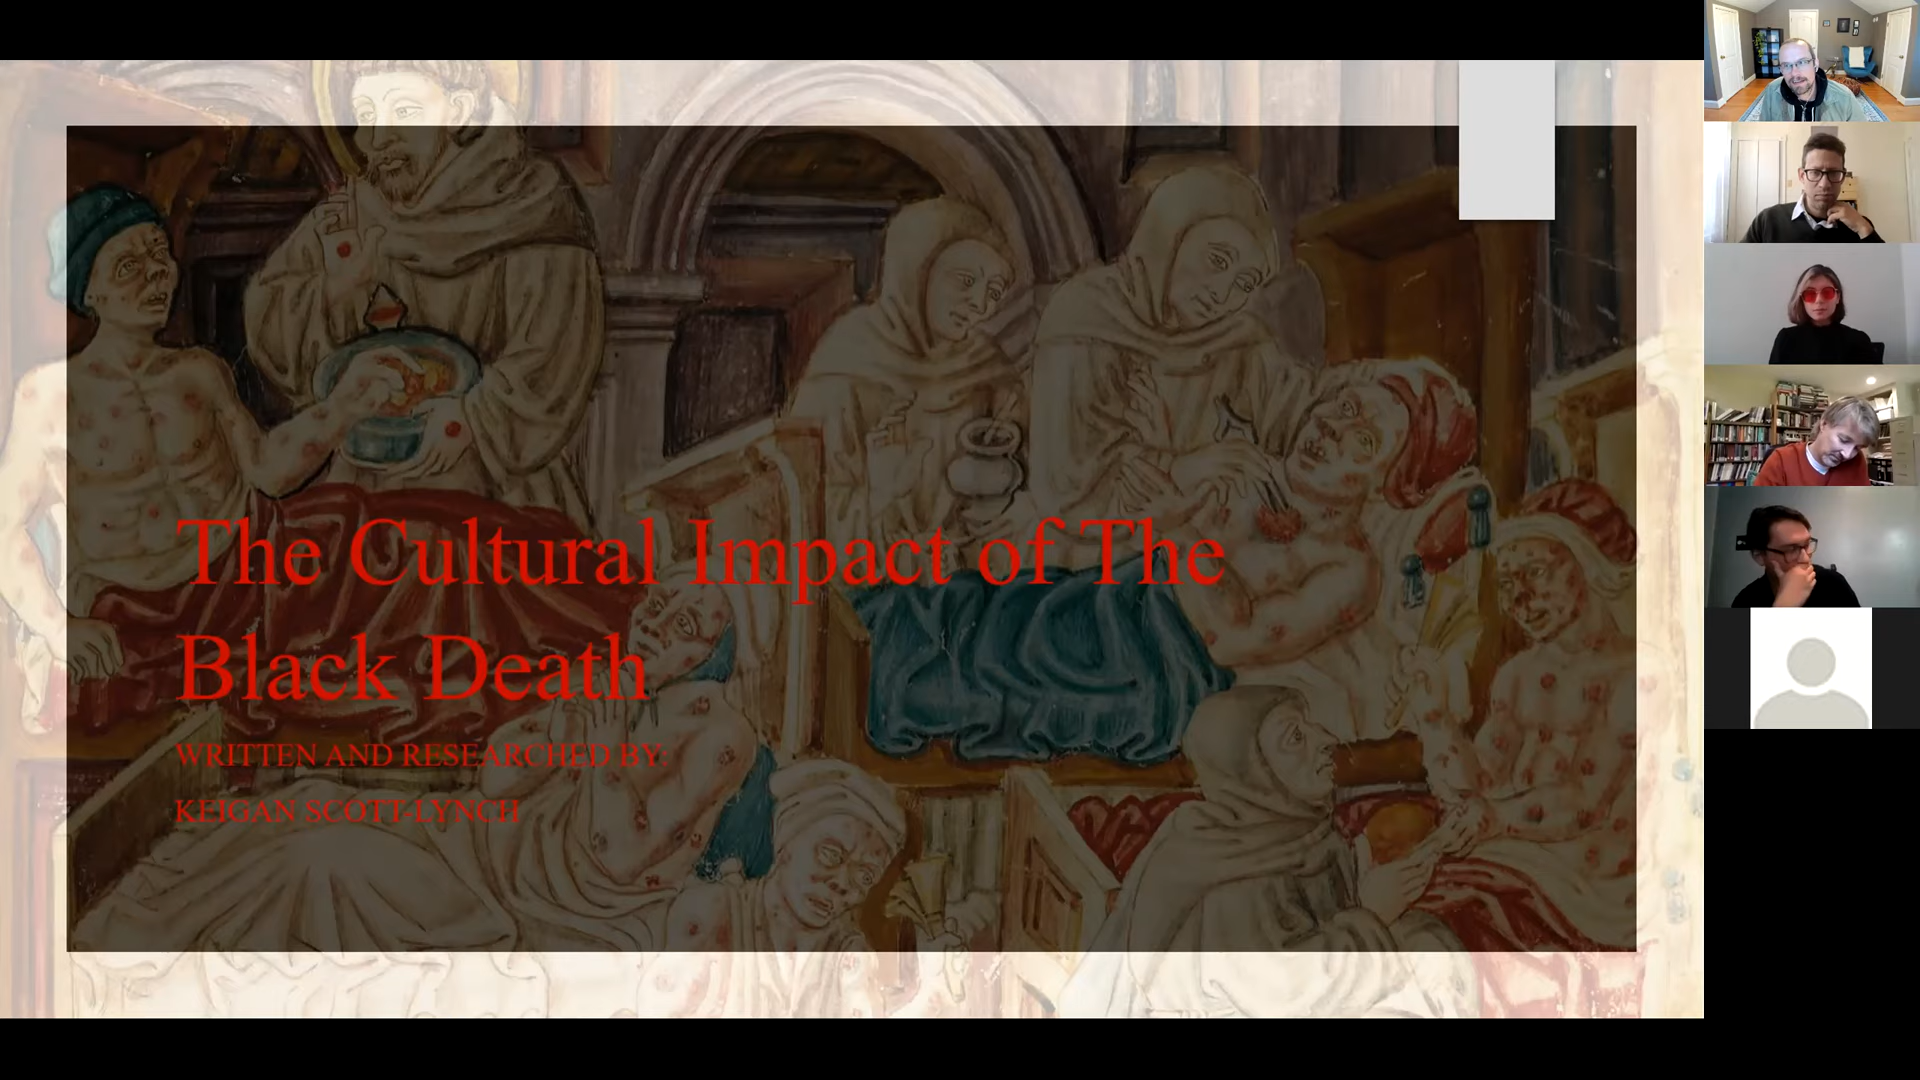 The Cultural Impact of The
Black Death
WRITTEN AND RESEARCHED BY:
KEIGAN SCOTT-LYNCH